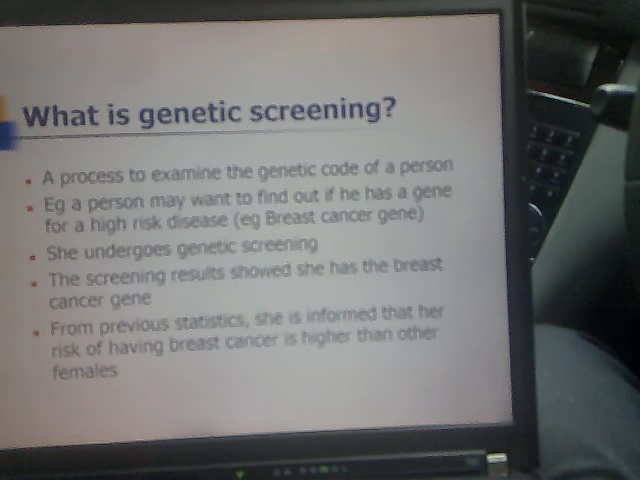 What is genetic screening?
A process to examine the genetic code of a person
Eg a person may want to find out if he has a gene
for a high risk disease (eg Breast cancer gene)
She undergoes genetic screening
The screening results showed she has the breast
cancer gene
From previous statistics, she is informed that her
risk of having breast cancer is higher than other
females